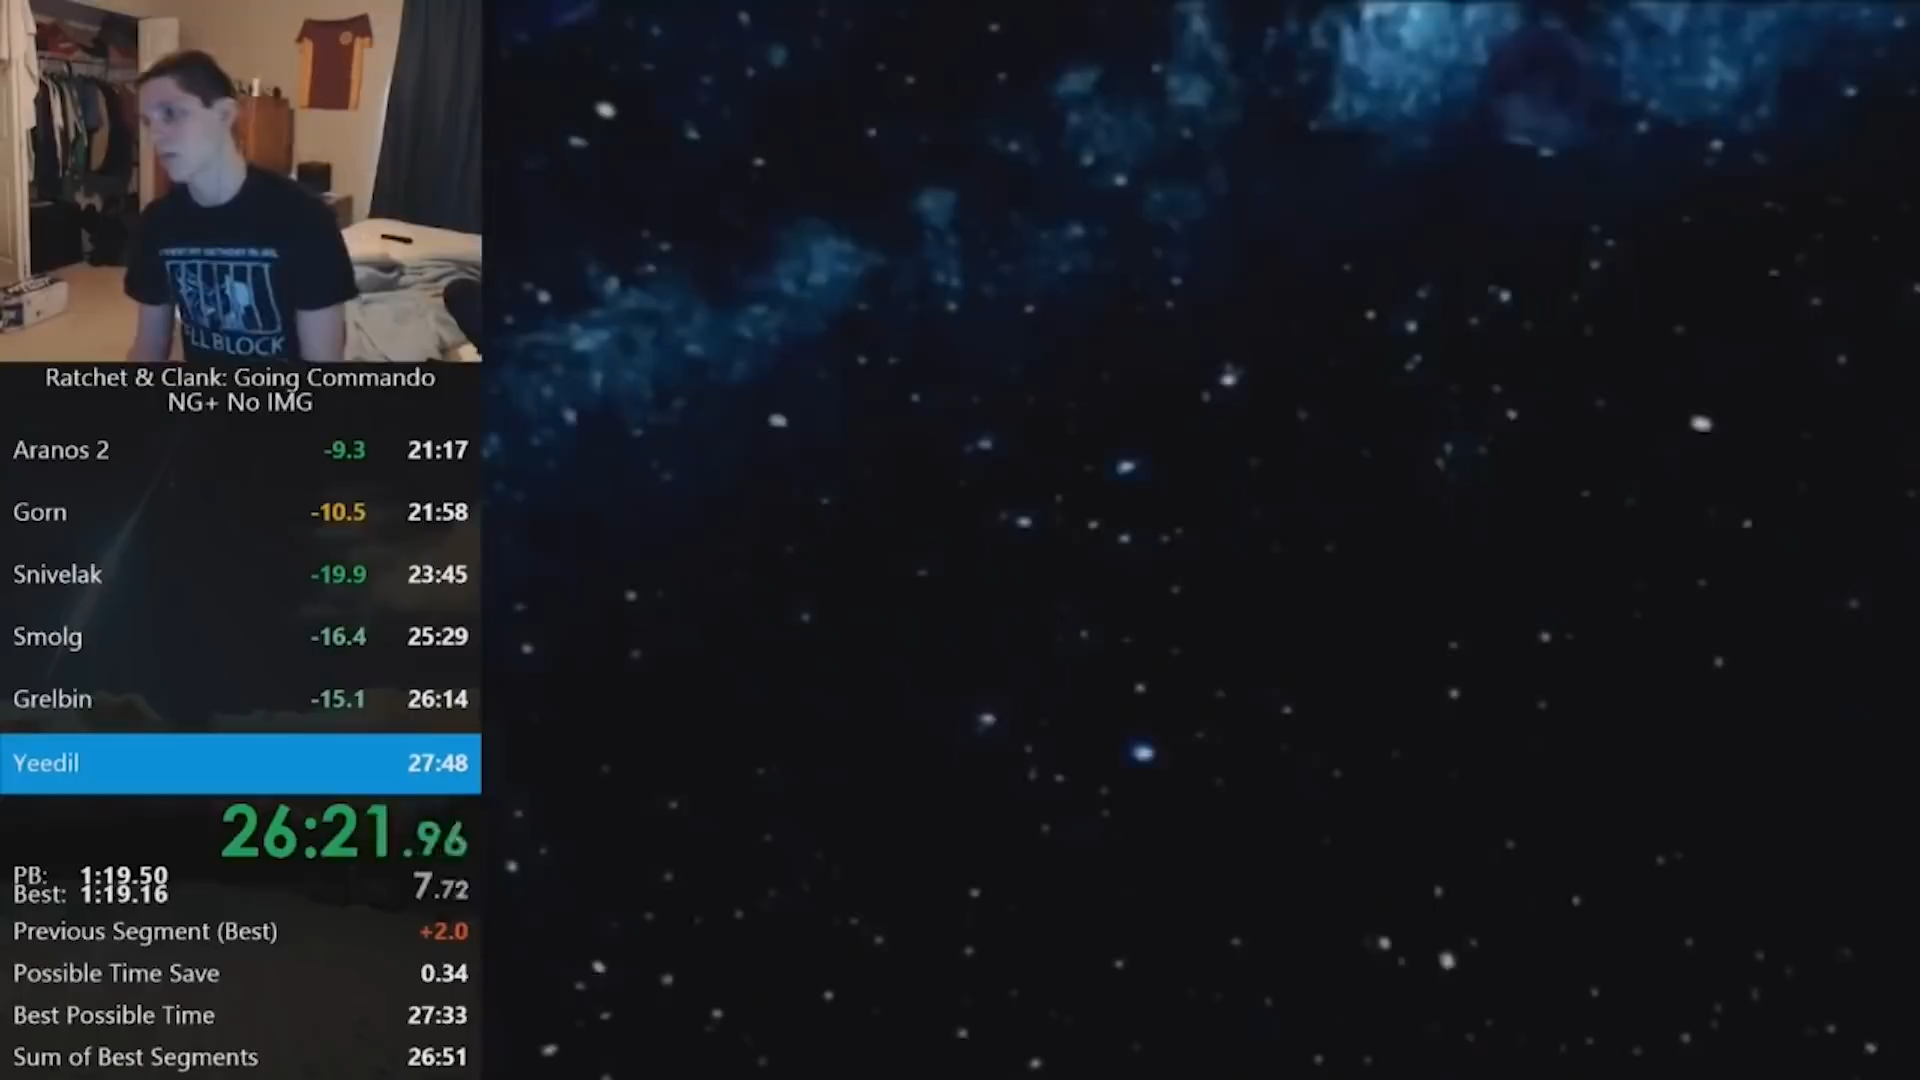 CELLBLOCK
Ratchet & Clank: Going Commando
NG+ No IMG
Aranos 2 -9.3 21:17
Gorn -10.5 21:58
Snivelak -19.9 23:45
Smolg -16.4 25:29
Grelbin -15.1 26:14
Yeedil 27:48
26:21.96
PB: 1:19.50
Best: 1:19.16
7.72
Previous Segment (Best) +2.0
Possible Time Save 0.34
Best Possible Time 27:33
Sum of Best Segments 26:51